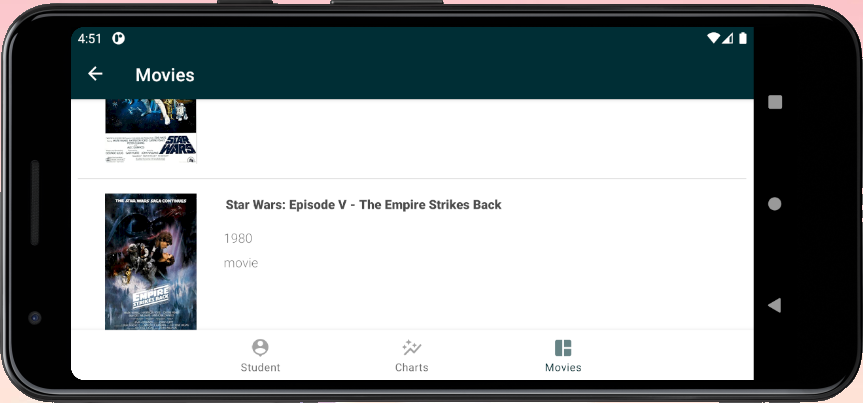 4:51
Movies
STAR
WARS
Star Wars: Episode V - The Empire Strikes Back
THE STAR WARS SAGA CONTINUES
1980
movie
EMPIRE
STRIKES BACK
Student
Charts
Movies